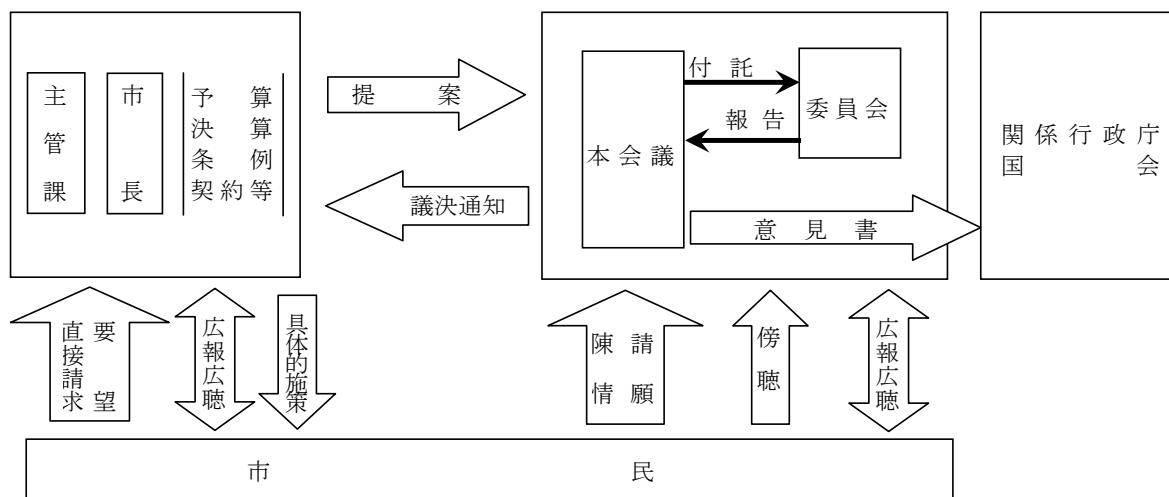 主管課
市長
予算
決算
条例
契約等
提案
議決通知
本会議
付託
報告
委員会
意見書
関係行政庁
国会
要望
直接請求
広報広聴
具体的施策
請願
陳情
傍聴
広報広聴
市民